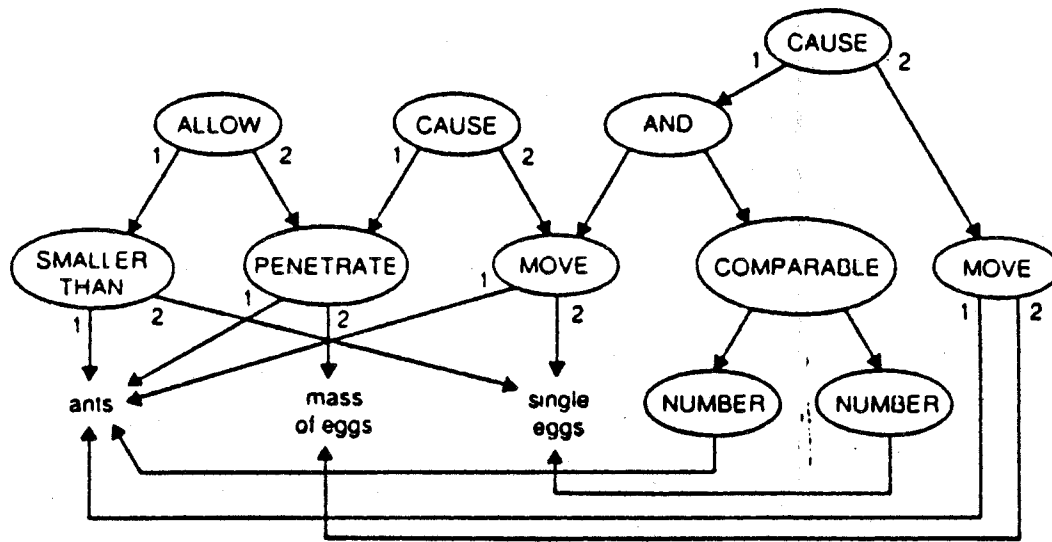 CAUSE
1 2
ALLOW CAUSE AND
1 2 1 2
SMALLER
THAN
PENETRATE MOVE COMPARABLE MOVE
1 2 1 2 1 2 1 2
ants
mass
of eggs
single
eggs
NUMBER NUMBER